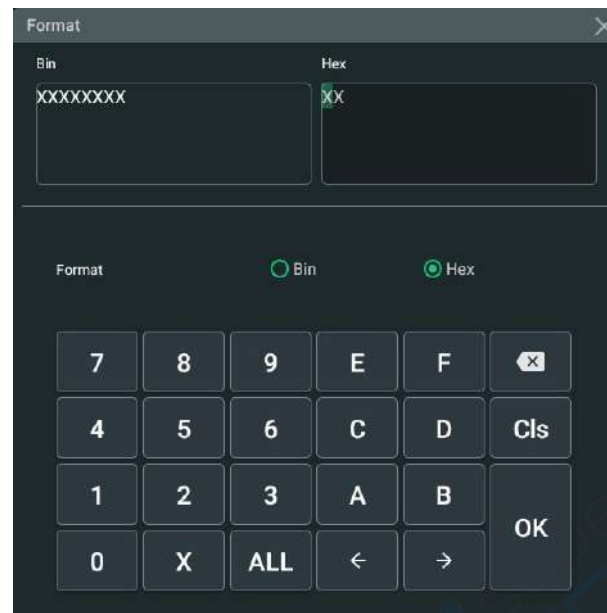 Format
Bin Hex
XXXXXXXX XX
Format Bin Hex
7 8 9 E F
4 5 6 C D Cls
1 2 3 A B
OK
0 X ALL ← →